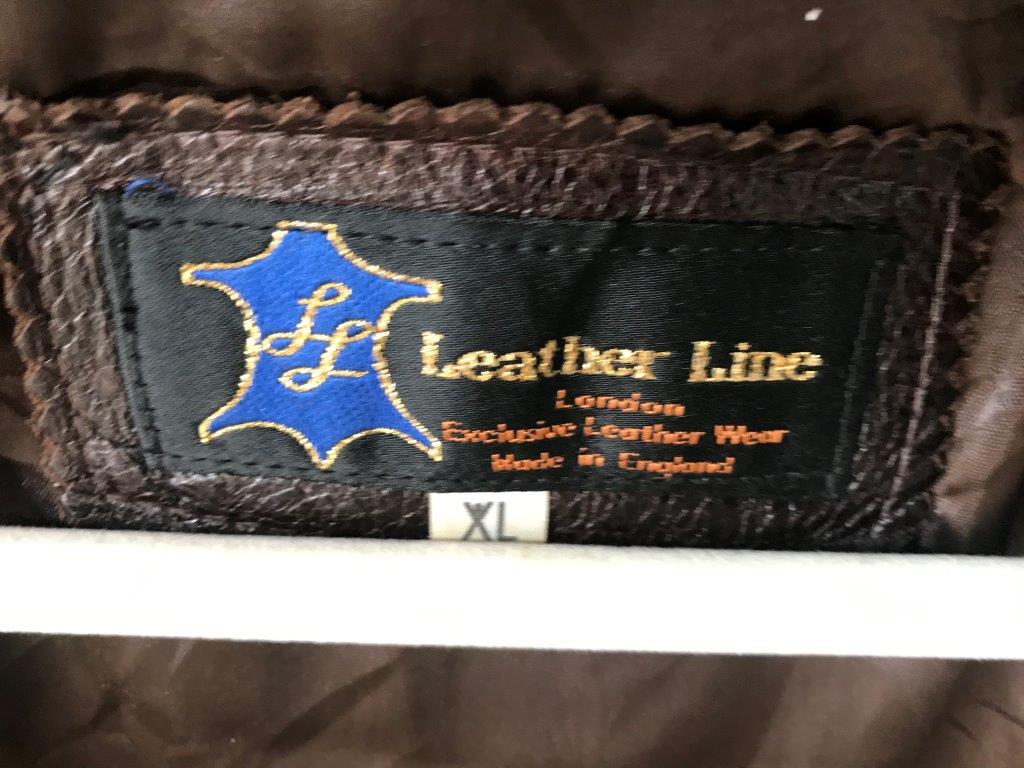 LL
Leather Line
London
Exclusive Leather Wear
Made in England
XL